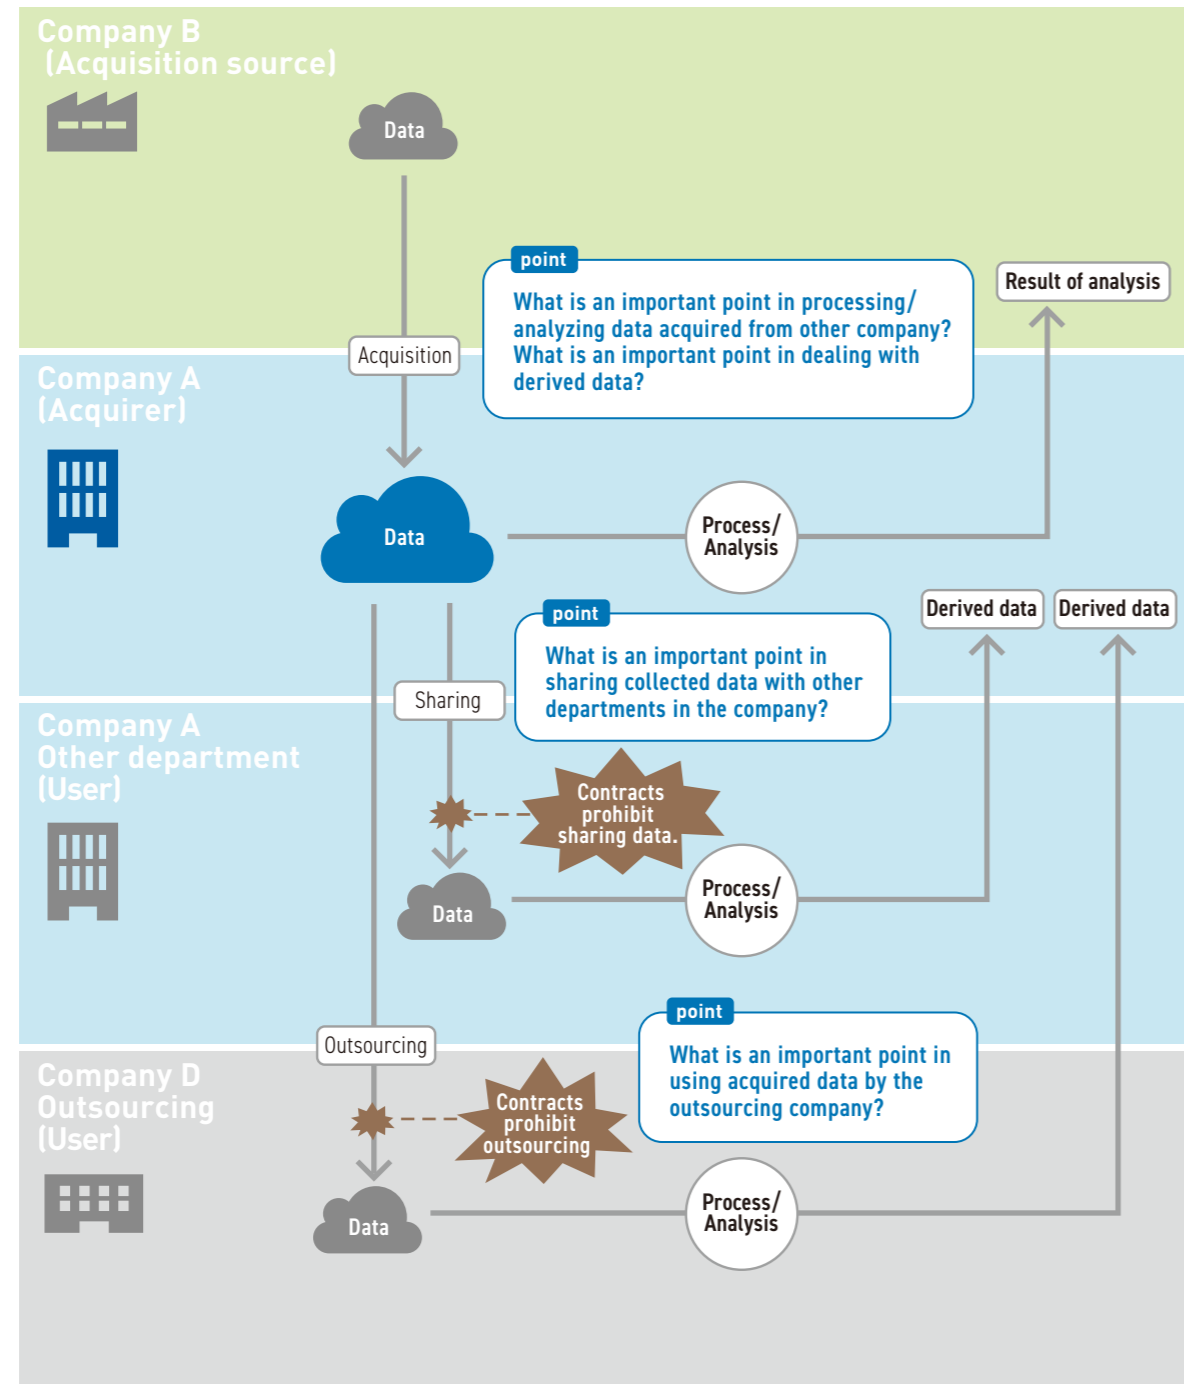 Company B
(Acquisition source)
Data
point
What is an important point in processing/
analyzing data acquired from other company?
What is an important point in dealing with
derived data?
Result of analysis
Acquisition
Company A
(Acquirer)
Data
Process/
Analysis
Derived data
Derived data
point
What is an important point in
sharing collected data with other
departments in the company?
Sharing
Company A
Other department
(User)
Contracts
prohibit
sharing data.
Data
Process/
Analysis
point
What is an important point in
using acquired data by the
outsourcing company?
Outsourcing
Company D
Outsourcing
(User)
Contracts
prohibit
outsourcing
Data
Process/
Analysis